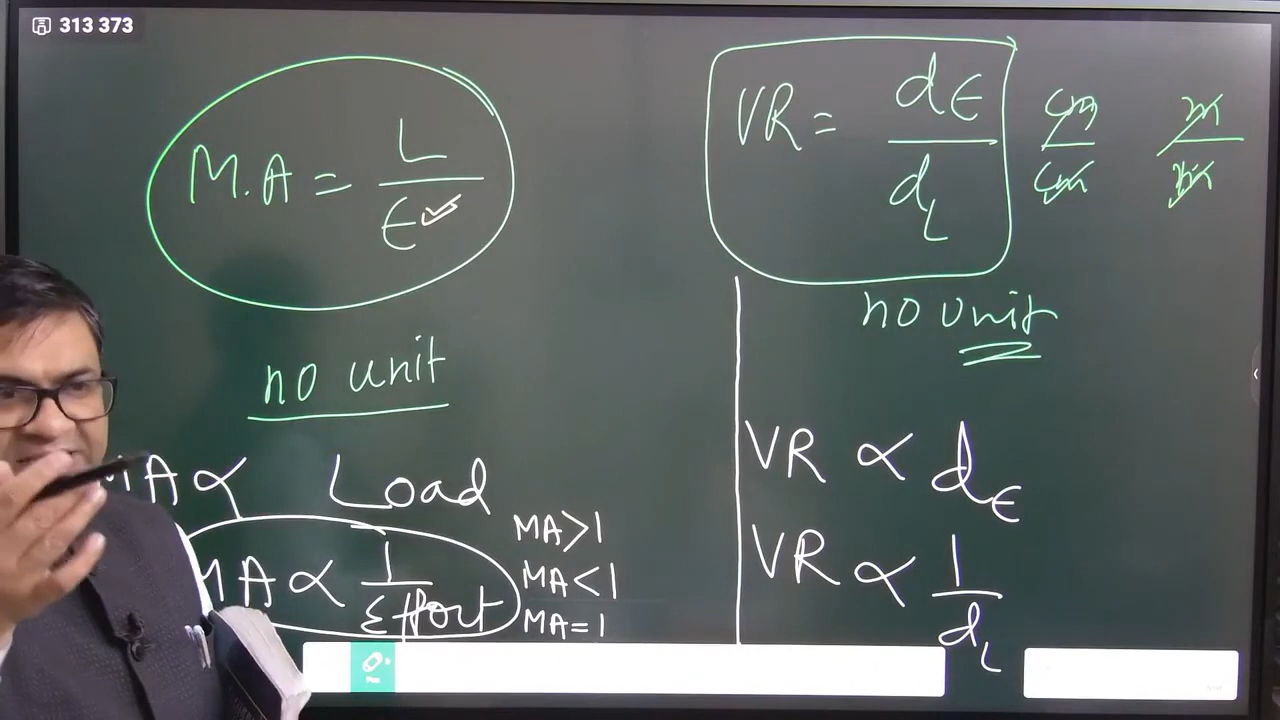 313 373
M.A = L / E
no unit
MA ∝ Load
MA ∝ 1 / Effort
MA > 1
MA < 1
MA = 1
VR = dE / dL
cm / cm
m / m
no unit
VR ∝ dE
VR ∝ 1 / dL
Pen